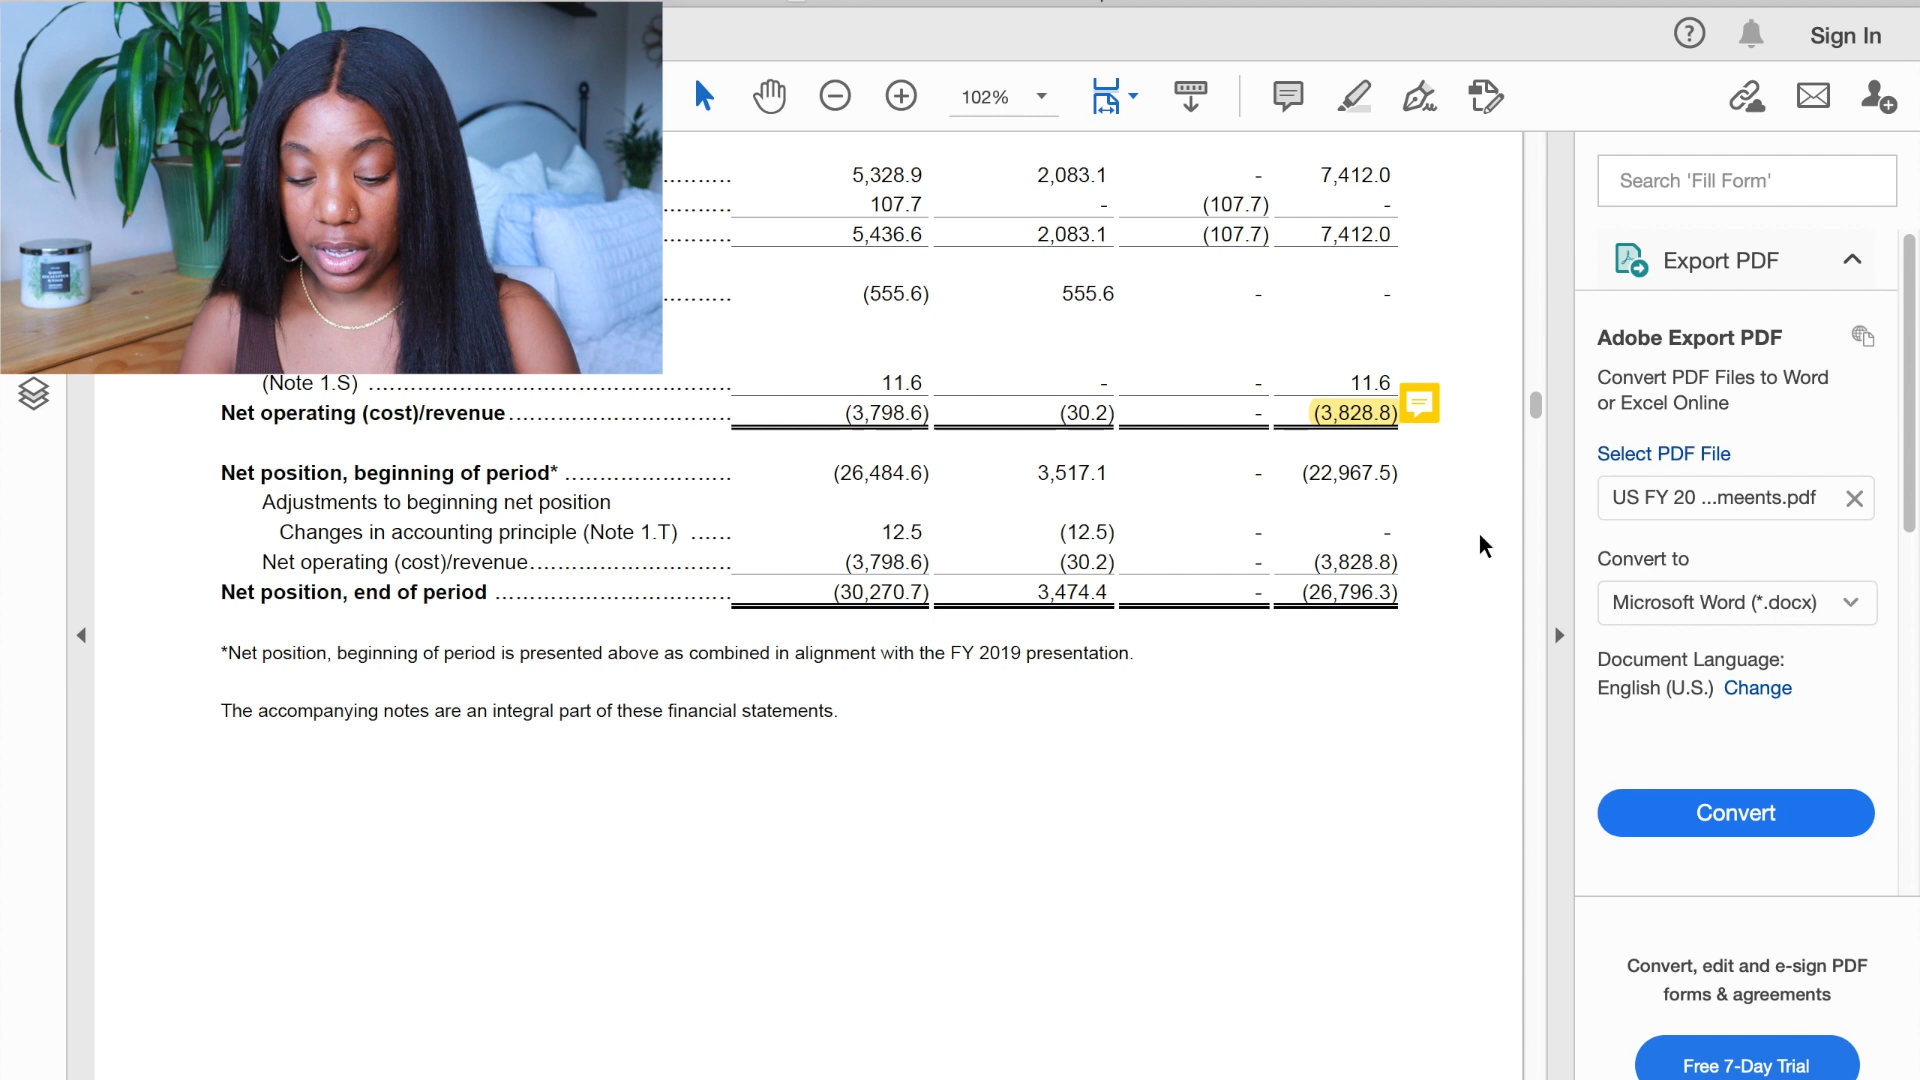 Sign In
102%
.......... 5,328.9 2,083.1 - 7,412.0
.......... 107.7 - (107.7) -
.......... 5,436.6 2,083.1 (107.7) 7,412.0
.......... (555.6) 555.6 - -
(Note 1.S) .................................................... 11.6 - - 11.6
Net operating (cost)/revenue................................ (3,798.6) (30.2) - (3,828.8)
Net position, beginning of period* ........................ (26,484.6) 3,517.1 - (22,967.5)
Adjustments to beginning net position
Changes in accounting principle (Note 1.T) ...... 12.5 (12.5) - -
Net operating (cost)/revenue............................. (3,798.6) (30.2) - (3,828.8)
Net position, end of period .................................. (30,270.7) 3,474.4 - (26,796.3)
*Net position, beginning of period is presented above as combined in alignment with the FY 2019 presentation.
The accompanying notes are an integral part of these financial statements.
Search 'Fill Form'
Export PDF
Adobe Export PDF
Convert PDF Files to Word
or Excel Online
Select PDF File
US FY 20 ...meents.pdf
Convert to
Microsoft Word (*.docx)
Document Language:
English (U.S.) Change
Convert
Convert, edit and e-sign PDF
forms & agreements
Free 7-Day Trial